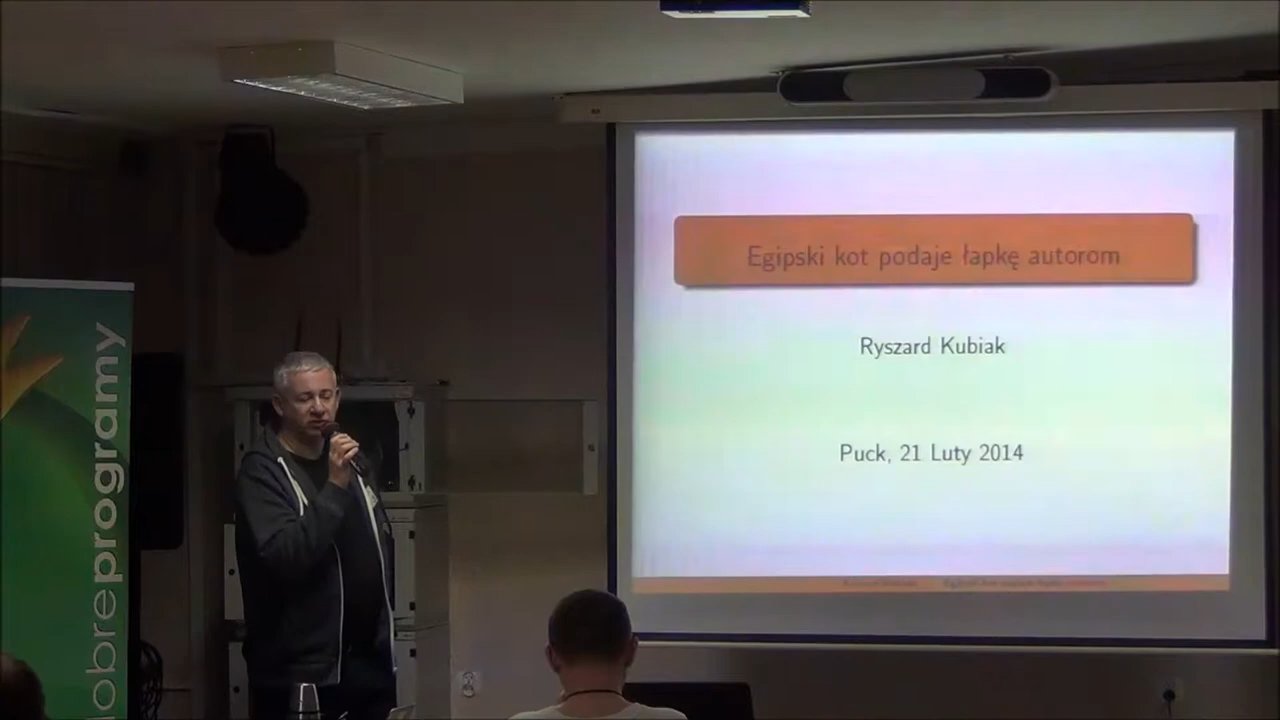 Egipski kot podaje łapkę autorom
Ryszard Kubiak
Puck, 21 Luty 2014
dobreprogramy